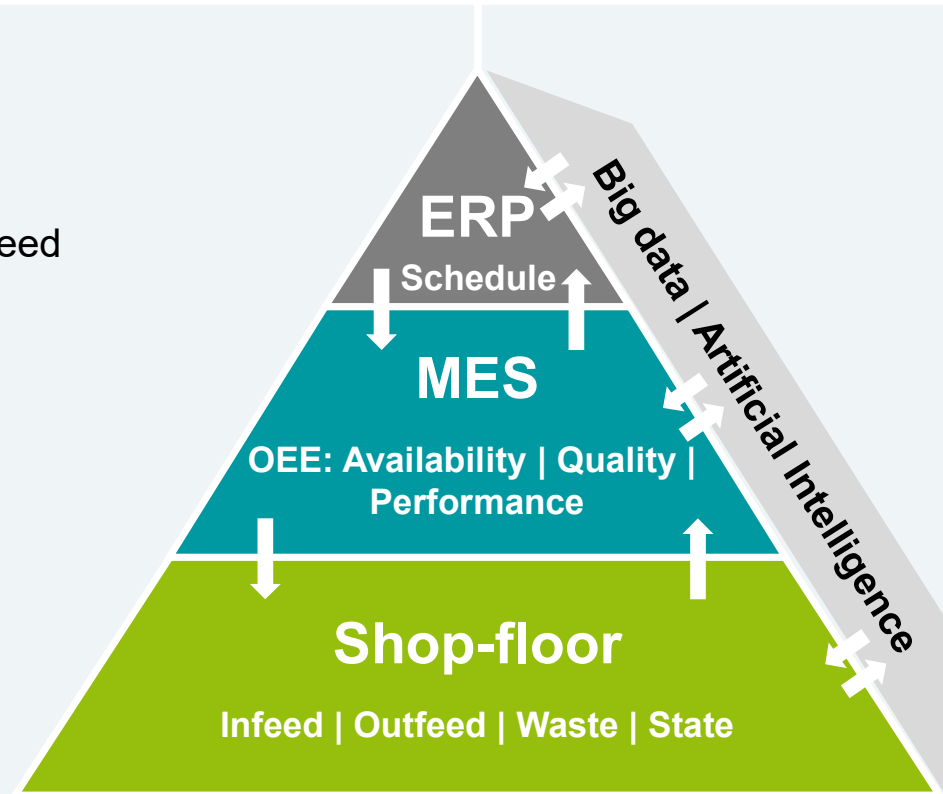 ERP
eed
Schedule
MES
OEE: Availability | Quality |
Performance
Shop-floor
Infeed | Outfeed | Waste | State
Big data | Artificial Intelligence